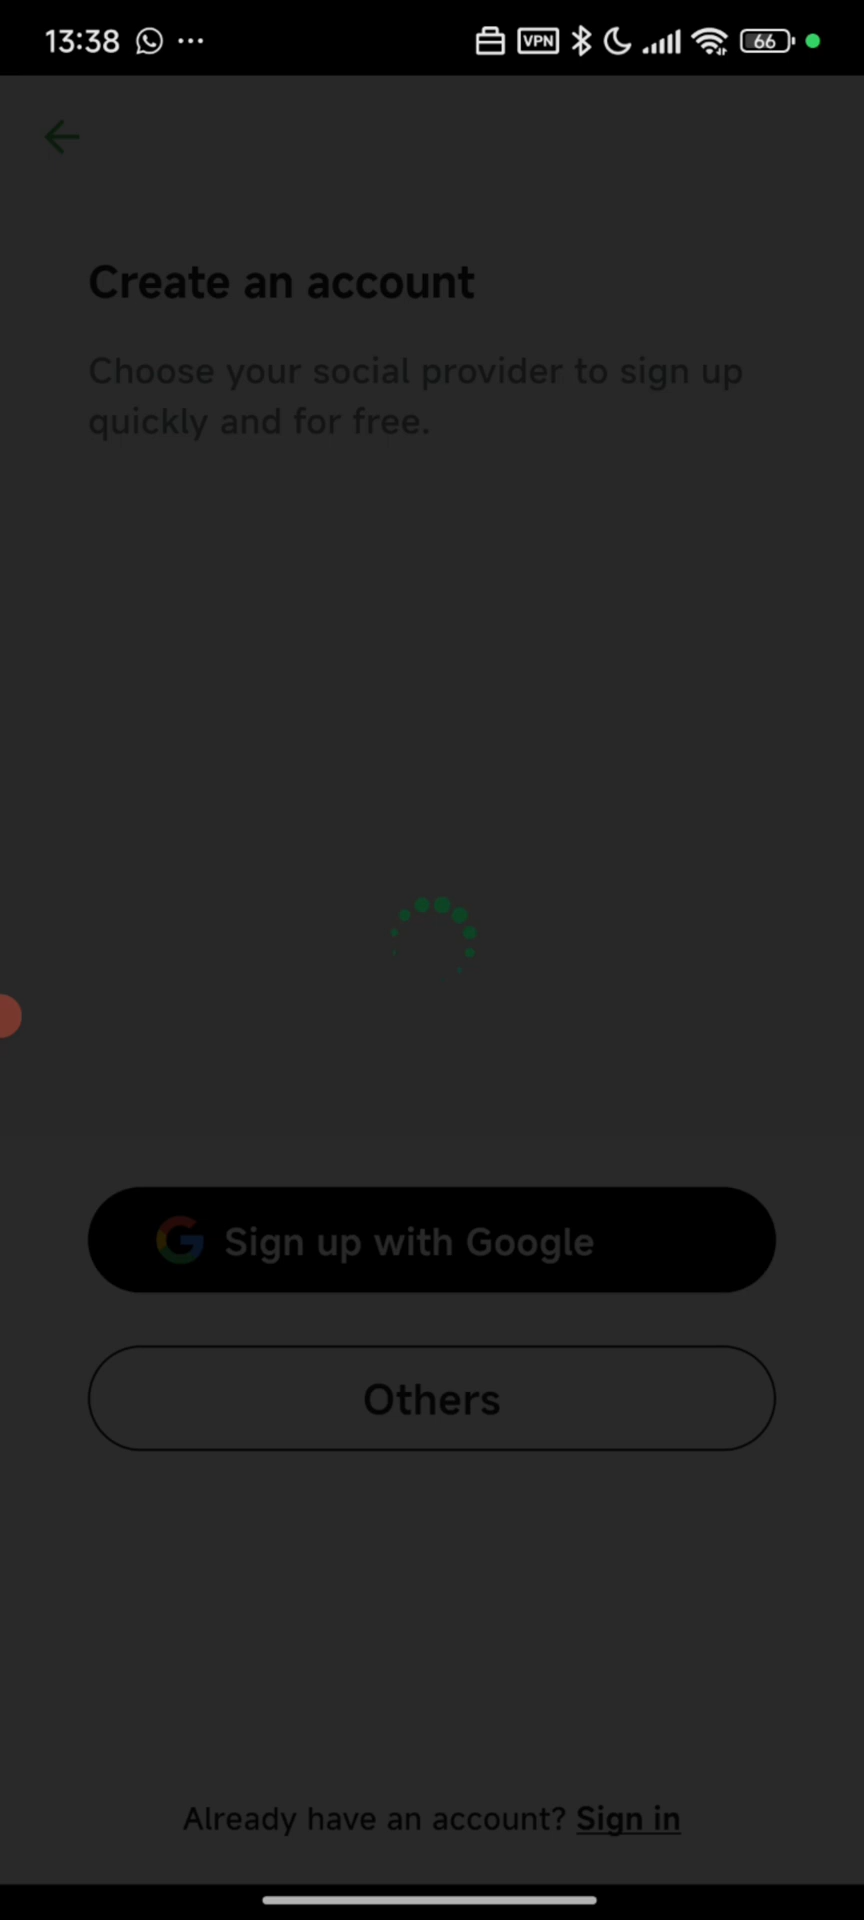 13:38 ... VPN 66
Create an account
Choose your social provider to sign up
quickly and for free.
Sign up with Google
Others
Already have an account? Sign in